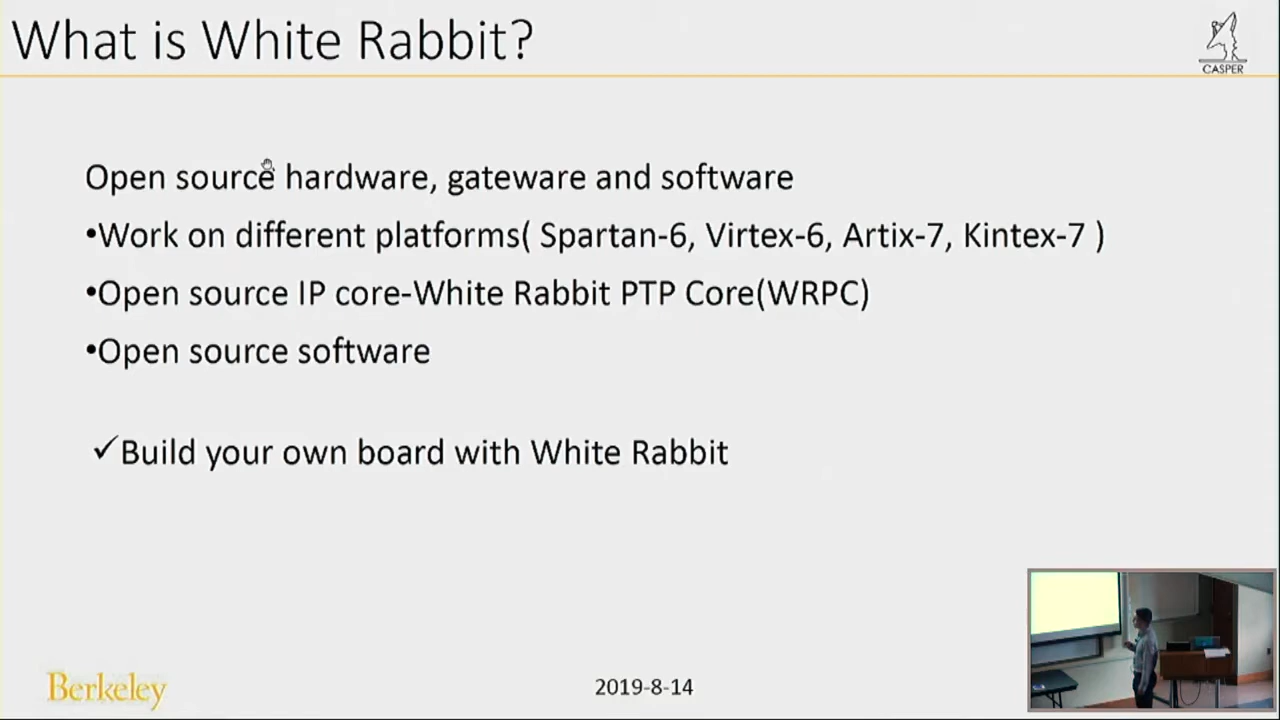 What is White Rabbit?
CASPER
Open source hardware, gateware and software
•Work on different platforms( Spartan-6, Virtex-6, Artix-7, Kintex-7 )
•Open source IP core-White Rabbit PTP Core(WRPC)
•Open source software
✓Build your own board with White Rabbit
Berkeley
2019-8-14